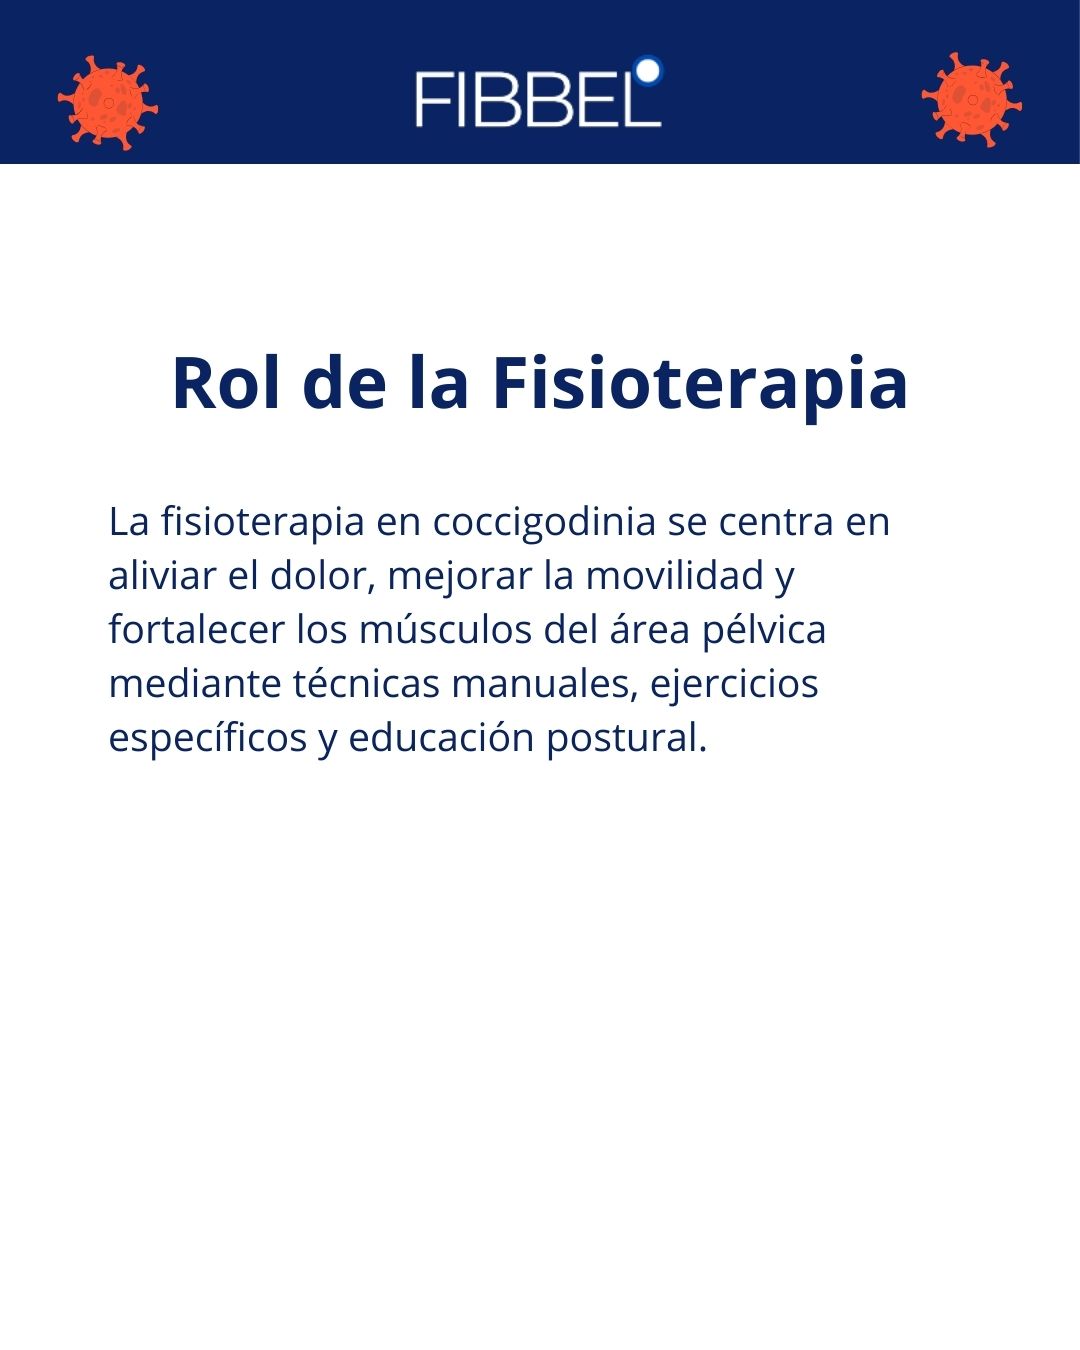 FIBBEL
Rol de la Fisioterapia
La fisioterapia en coccigodinia se centra en
aliviar el dolor, mejorar la movilidad y
fortalecer los músculos del área pélvica
mediante técnicas manuales, ejercicios
específicos y educación postural.